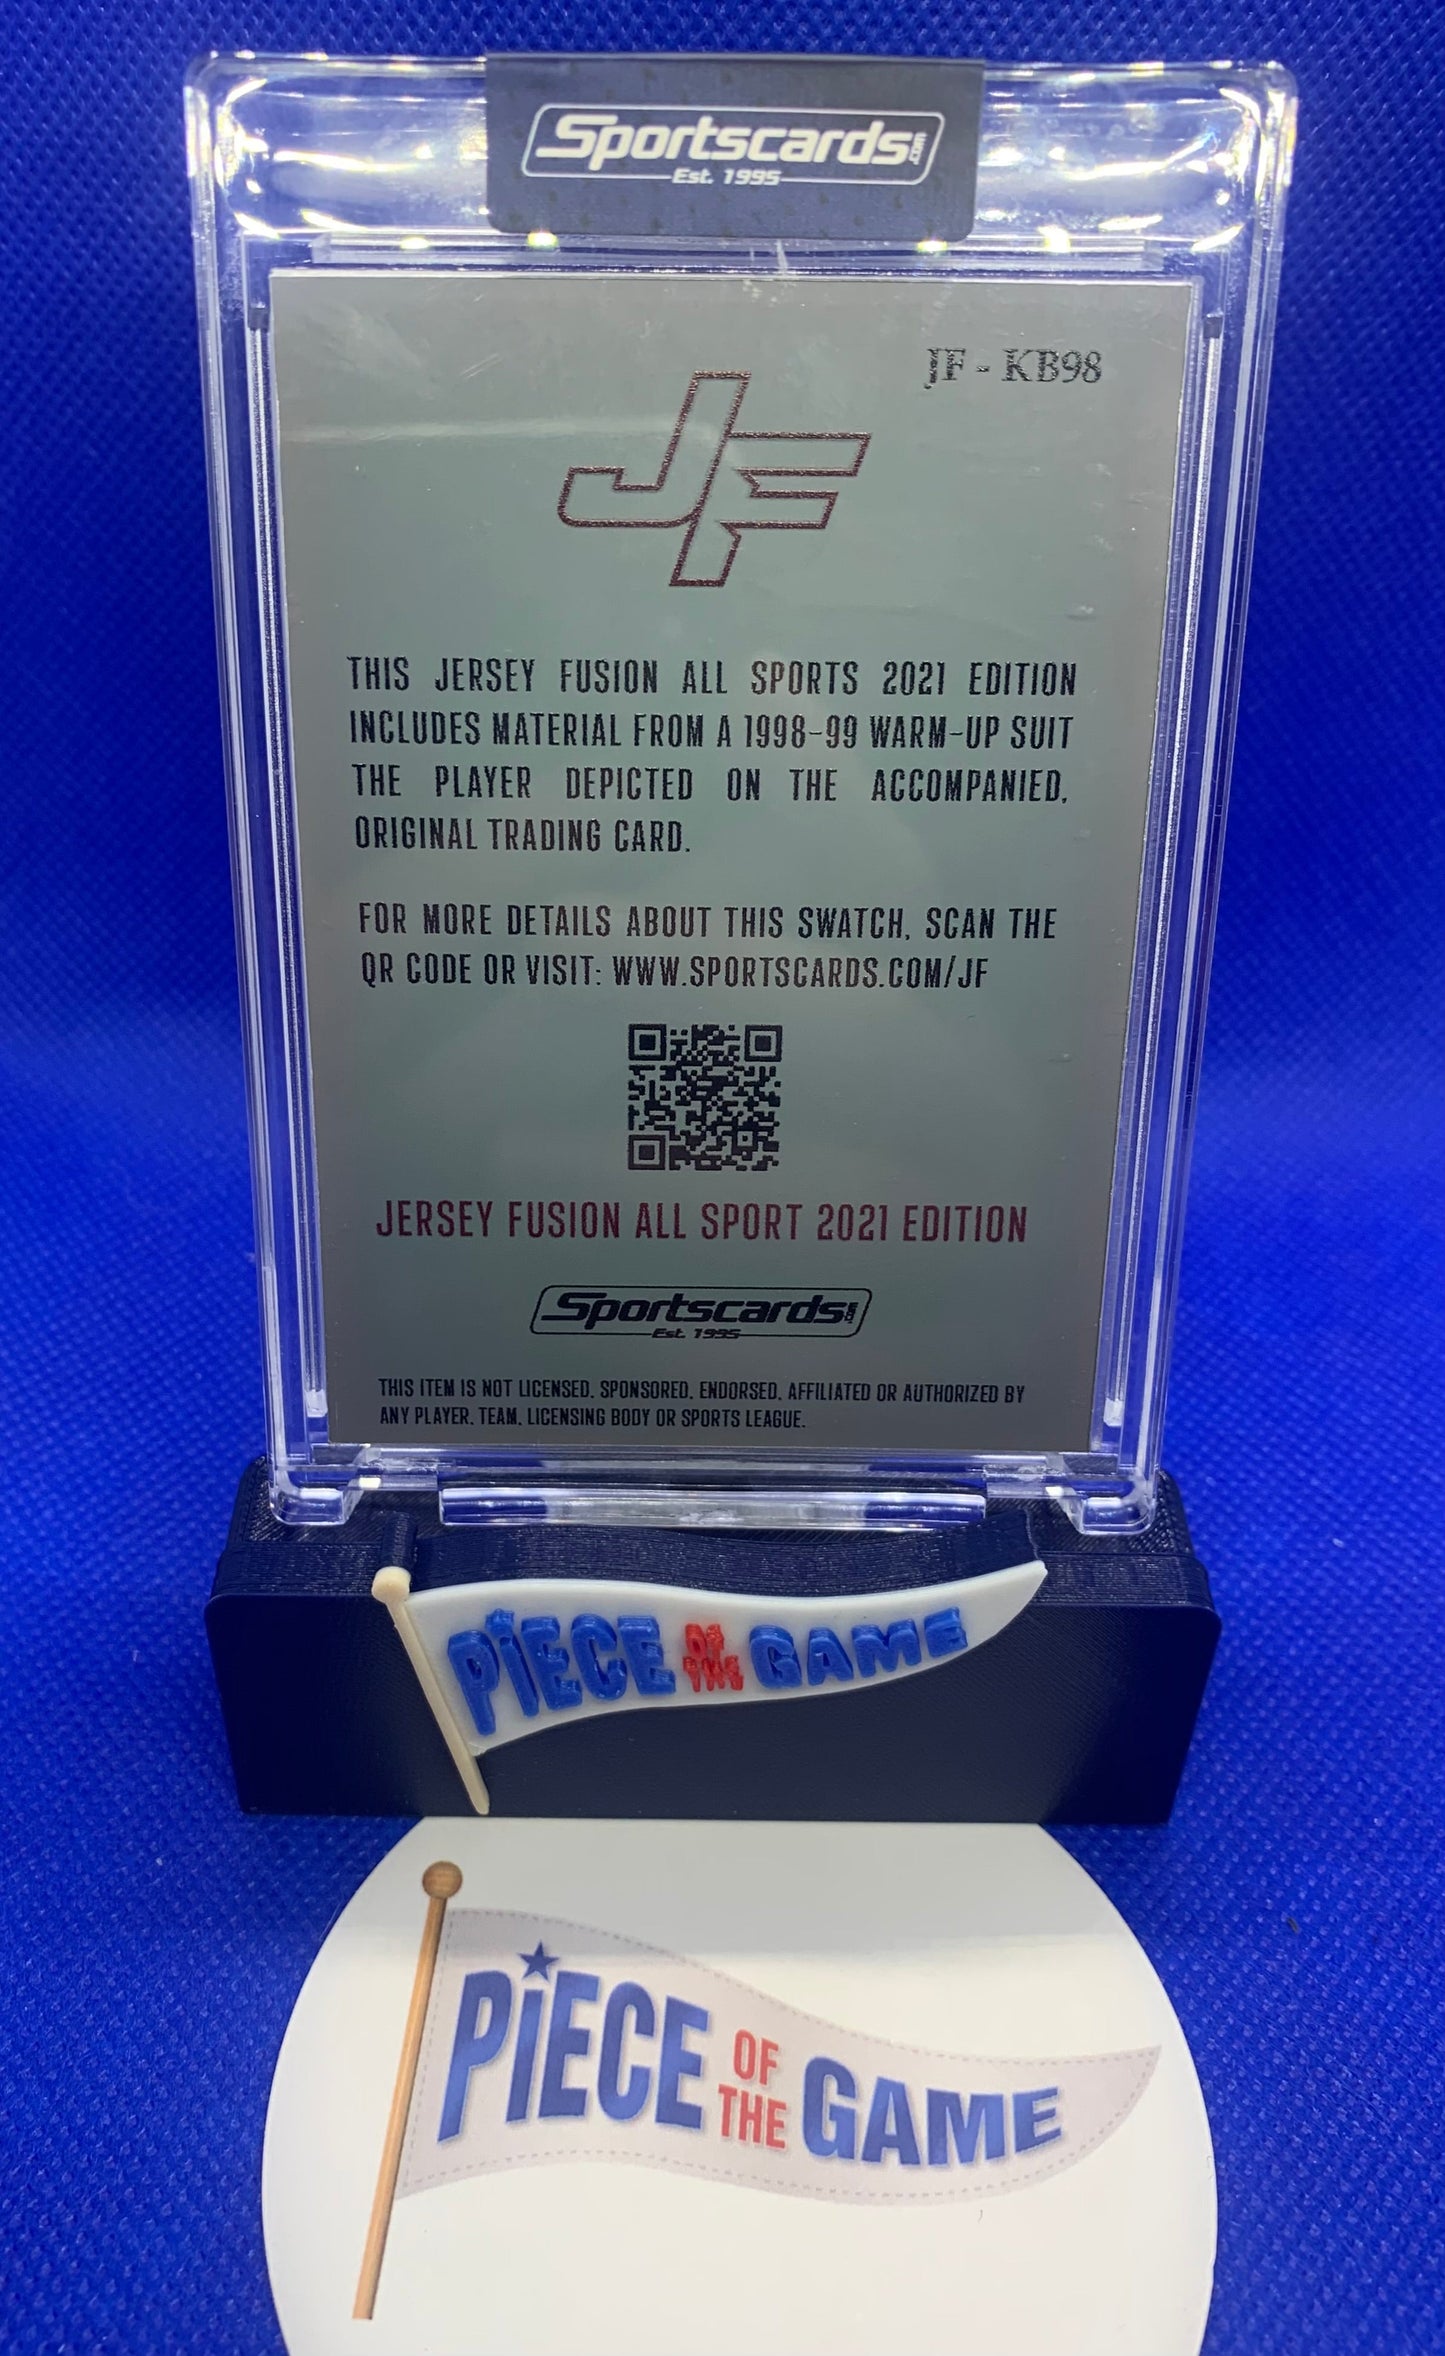 Sportscards.com
Est. 1995
JF - KB98
JF
THIS JERSEY FUSION ALL SPORTS 2021 EDITION
INCLUDES MATERIAL FROM A 1998-99 WARM-UP SUIT
THE PLAYER DEPICTED ON THE ACCOMPANIED,
ORIGINAL TRADING CARD.
FOR MORE DETAILS ABOUT THIS SWATCH, SCAN THE
QR CODE OR VISIT: WWW.SPORTSCARDS.COM/JF
JERSEY FUSION ALL SPORT 2021 EDITION
Sportscards.com
Est. 1995
THIS ITEM IS NOT LICENSED, SPONSORED, ENDORSED, AFFILIATED OR AUTHORIZED BY
ANY PLAYER, TEAM, LICENSING BODY OR SPORTS LEAGUE.
PiECE OF THE GAME
PiECE OF THE GAME